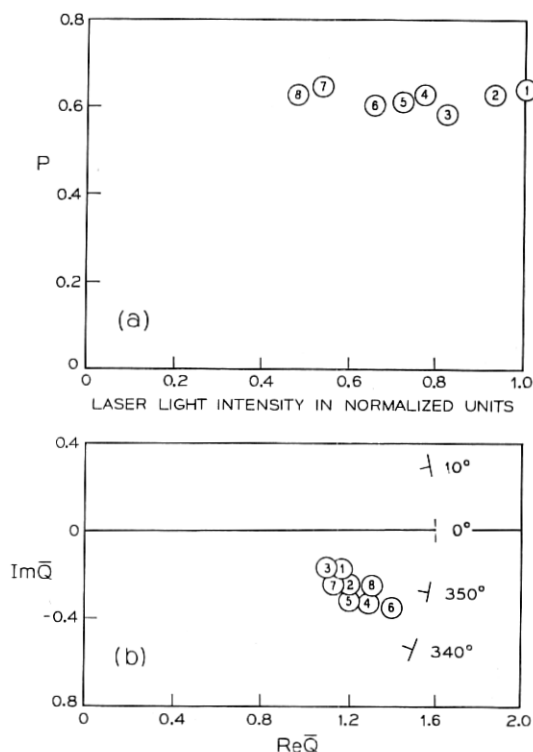 0.8
0.6
P
0.4
0.2
0
8 7 6 5 4 3 2 1
(a)
0 0.2 0.4 0.6 0.8 1.0
LASER LIGHT INTENSITY IN NORMALIZED UNITS
0.4
10°
0
0°
3 1
7 2 8
ImQ̅
350°
5 4 6
-0.4
340°
(b)
0.8
0 0.4 0.8 1.2 1.6 2.0
ReQ̅